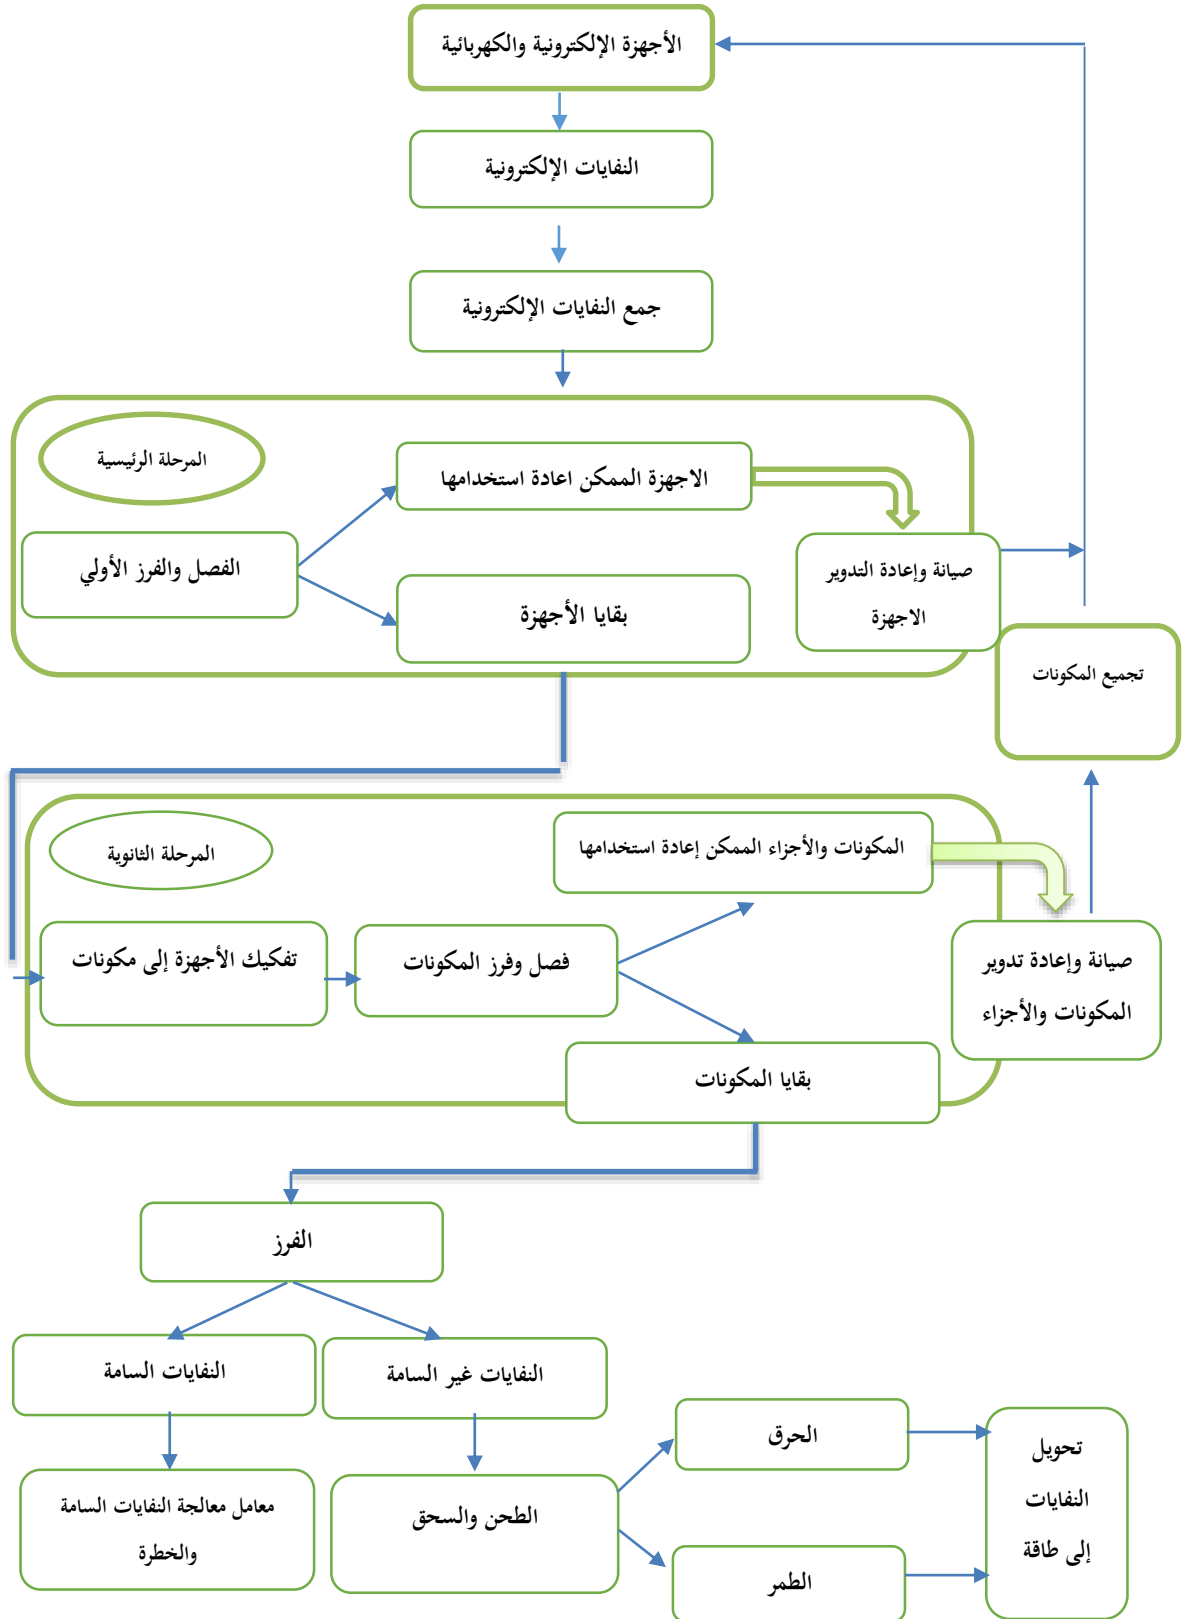 الأجهزة الإلكترونية والكهربائية
النفايات الإلكترونية
جمع النفايات الإلكترونية
المرحلة الرئيسية
الاجهزة الممكن اعادة استخدامها
الفصل والفرز الأولي
صيانة وإعادة التدوير
الاجهزة
بقايا الأجهزة
تجميع المكونات
المرحلة الثانوية
المكونات والأجزاء الممكن إعادة استخدامها
تفكيك الأجهزة إلى مكونات
فصل وفرز المكونات
صيانة وإعادة تدوير
المكونات والأجزاء
بقايا المكونات
الفرز
النفايات السامة
النفايات غير السامة
معامل معالجة النفايات السامة
والخطرة
الطحن والسحق
الحرق
الطمر
تحويل
النفايات
إلى طاقة